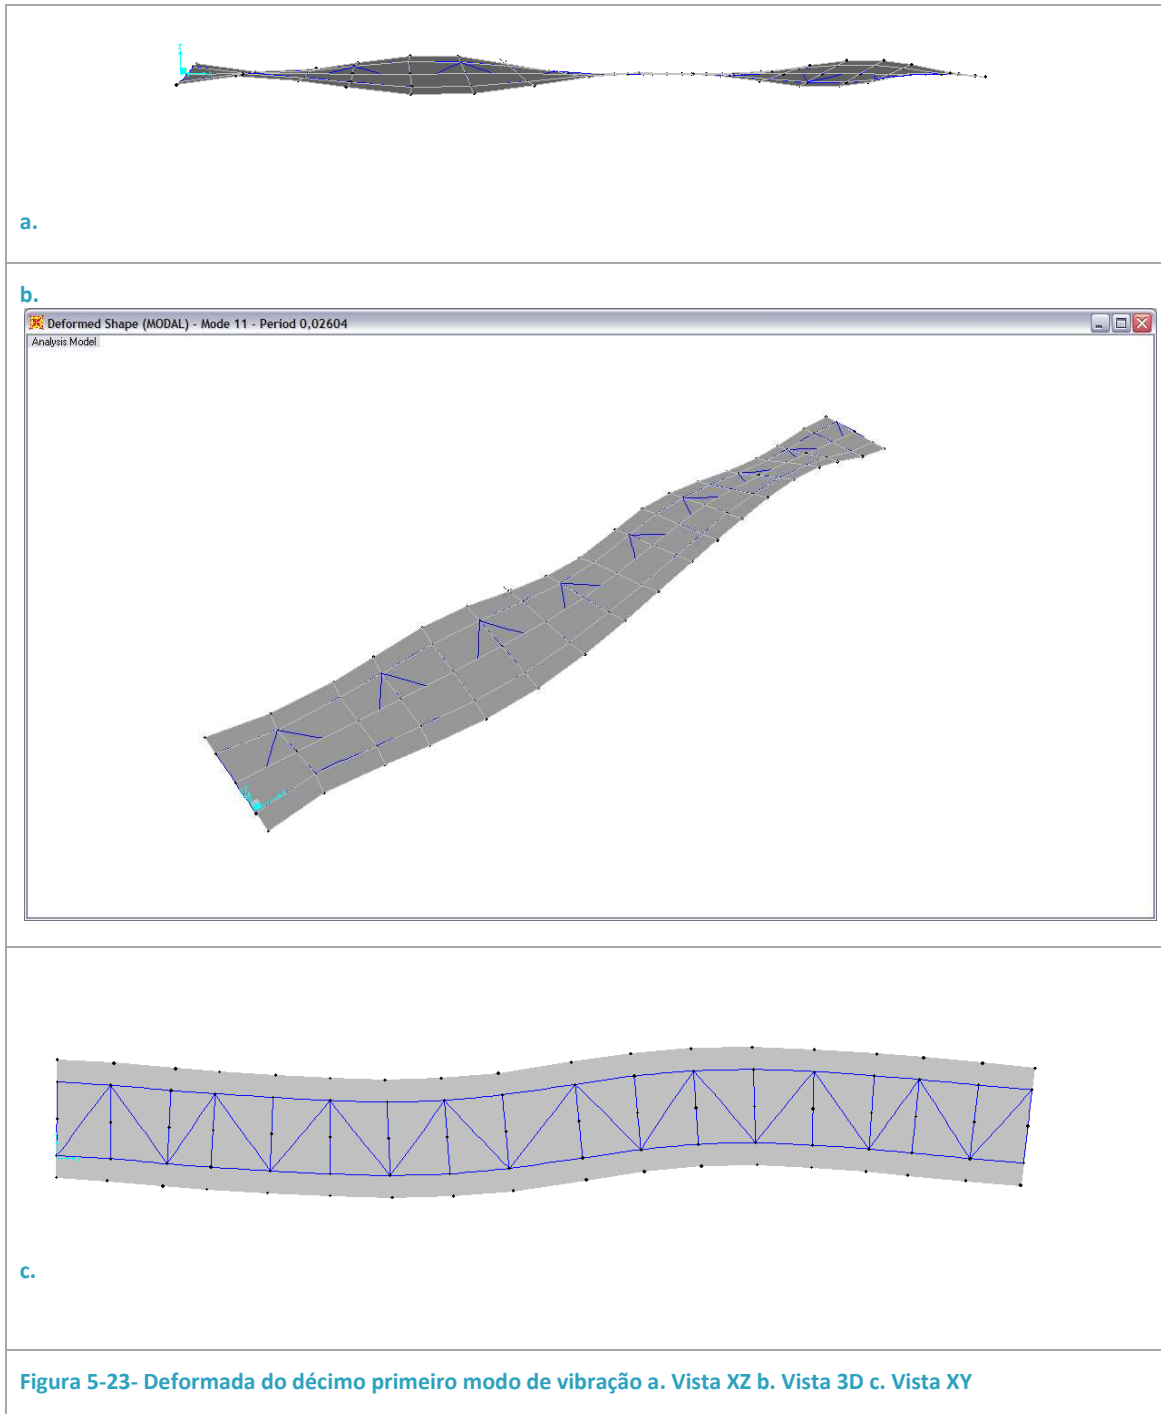 Z
a.
b.
Deformed Shape (MODAL) - Mode 11 - Period 0,02604
Analysis Model
c.
Figura 5-23- Deformada do décimo primeiro modo de vibração a. Vista XZ b. Vista 3D c. Vista XY